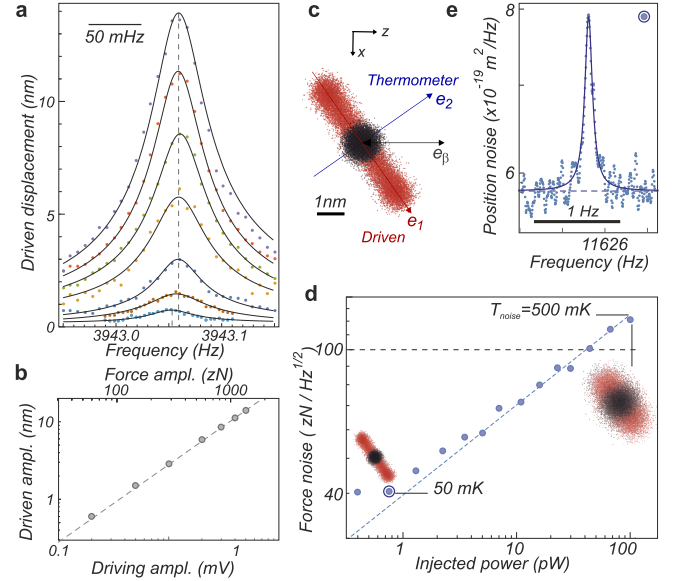 a
50 mHz
Driven displacement (nm)
10
5
0
3943.0
3943.1
Frequency (Hz)
b
Force ampl. (zN)
100
1000
Driven ampl. (nm)
10
1
0.1
1
Driving ampl. (mV)
c
z
x
Thermometer
e2
eβ
1nm
e1
Driven
e
Position noise (x10-19 m2/Hz)
8
6
1 Hz
11626
Frequency (Hz)
d
Tnoise=500 mK
Force noise ( zN / Hz1/2)
100
40
50 mK
1
10
100
Injected power (pW)